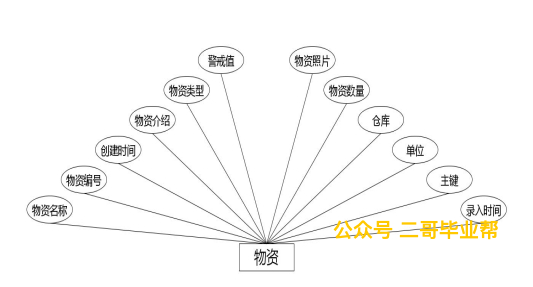 警戒值
物资照片
物资类型
物资数量
物资介绍
仓库
创建时间
单位
物资编号
主键
物资名称
录入时间
公众号 二哥毕业帮
物资